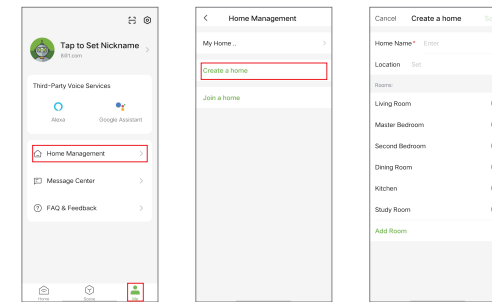 Tap to Set Nickname
Third-Party Voice Services
Alexa
Google Assistant
Home Management
Message Center
FAQ & Feedback
Home
Scene
Me
Home Management
My Home ..
Create a home
Join a home
Cancel
Create a home
Home Name* Enter
Location Set
Rooms:
Living Room
Master Bedroom
Second Bedroom
Dining Room
Kitchen
Study Room
Add Room